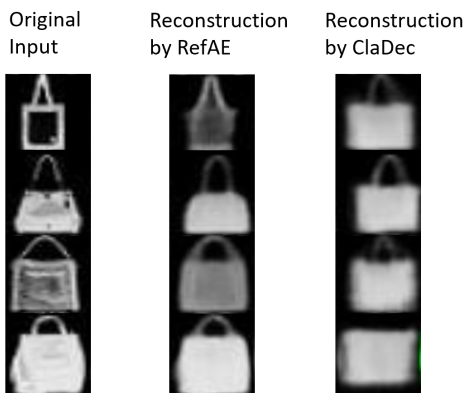 Original
Input
Reconstruction
by RefAE
Reconstruction
by ClaDec